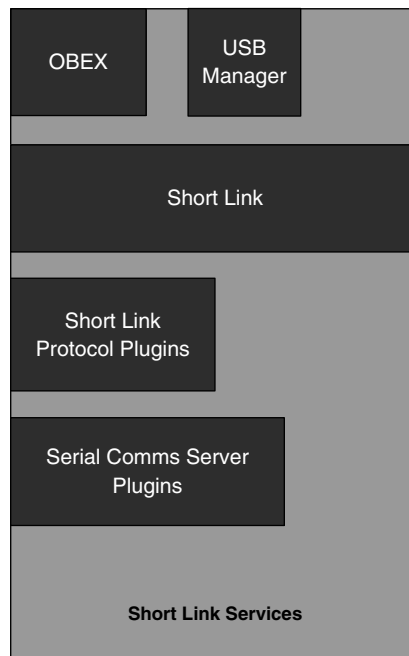 OBEX
USB
Manager
Short Link
Short Link
Protocol Plugins
Serial Comms Server
Plugins
Short Link Services